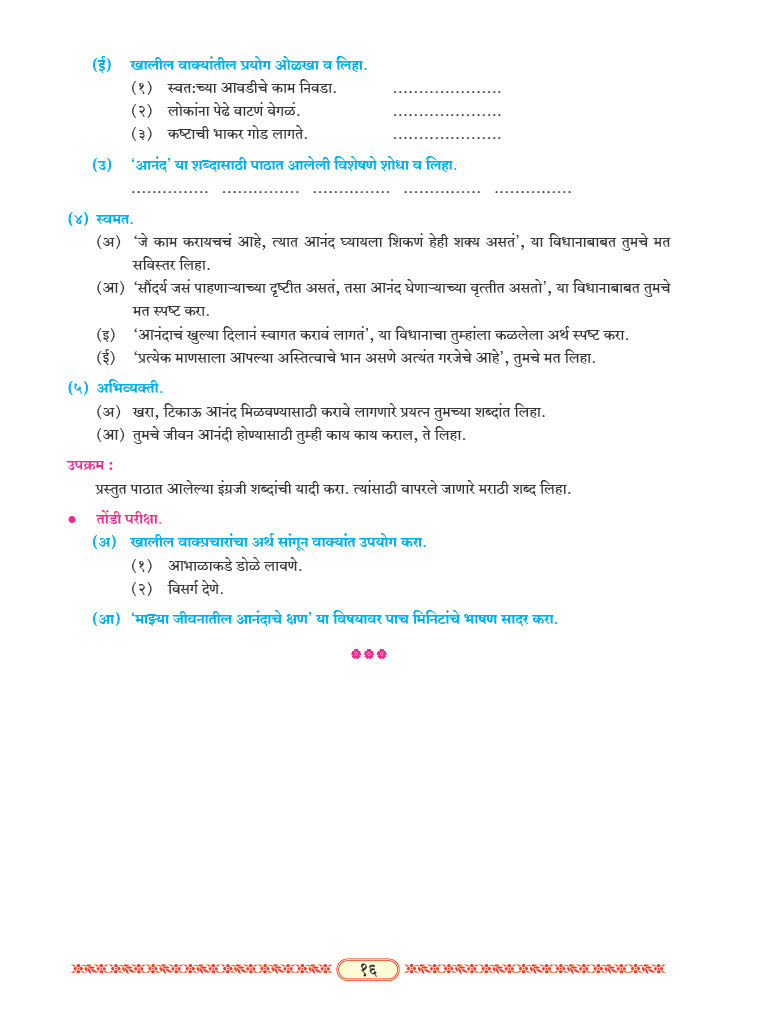 (ई) खालील वाक्यांतील प्रयोग ओळखा व लिहा.
(१) स्वत:च्या आवडीचे काम निवडा. .....................
(२) लोकांना पेढे वाटणं वेगळं. .....................
(३) कष्टाची भाकर गोड लागते. .....................
(उ) ‘आनंद’ या शब्दासाठी पाठात आलेली विशेषणे शोधा व लिहा.
............... ............... ............... ............... ...............
(४) स्वमत.
(अ) ‘जे काम करायचचं आहे, त्यात आनंद घ्यायला शिकणं हेही शक्य असतं’, या विधानाबाबत तुमचे मत
सविस्तर लिहा.
(आ) ‘सौंदर्य जसं पाहणाऱ्याच्या दृष्टीत असतं, तसा आनंद घेणाऱ्याच्या वृत्तीत असतो’, या विधानाबाबत तुमचे
मत स्पष्ट करा.
(इ) ‘आनंदाचं खुल्या दिलानं स्वागत करावं लागतं’, या विधानाचा तुम्हांला कळलेला अर्थ स्पष्ट करा.
(ई) ‘प्रत्येक माणसाला आपल्या अस्तित्वाचे भान असणे अत्यंत गरजेचे आहे’, तुमचे मत लिहा.
(५) अभिव्यक्ती.
(अ) खरा, टिकाऊ आनंद मिळवण्यासाठी करावे लागणारे प्रयत्न तुमच्या शब्दांत लिहा.
(आ) तुमचे जीवन आनंदी होण्यासाठी तुम्ही काय काय कराल, ते लिहा.
उपक्रम :
प्रस्तुत पाठात आलेल्या इंग्रजी शब्दांची यादी करा. त्यांसाठी वापरले जाणारे मराठी शब्द लिहा.
● तोंडी परीक्षा.
(अ) खालील वाक्प्रचारांचा अर्थ सांगून वाक्यांत उपयोग करा.
(१) आभाळाकडे डोळे लावणे.
(२) विसर्ग देणे.
(आ) ‘माझ्या जीवनातील आनंदाचे क्षण’ या विषयावर पाच मिनिटांचे भाषण सादर करा.
१६